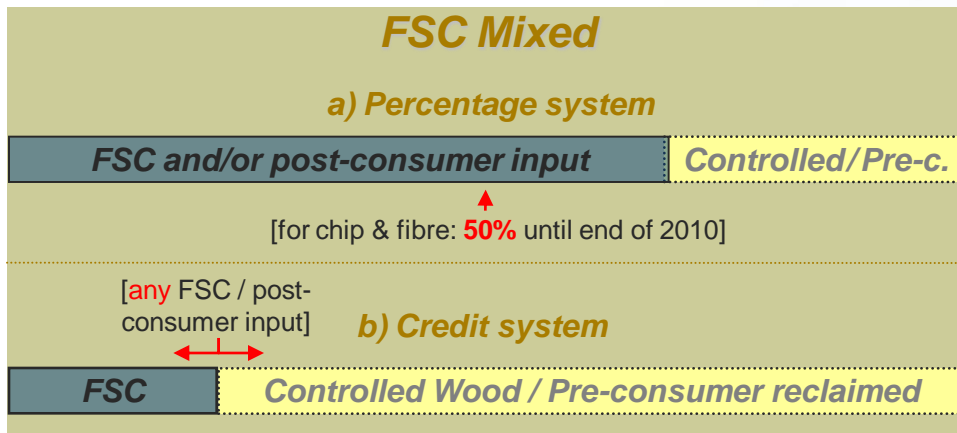 FSC Mixed
a) Percentage system
FSC and/or post-consumer input
Controlled/Pre-c.
[for chip & fibre: 50% until end of 2010]
[any FSC / post-
consumer input]
b) Credit system
FSC
Controlled Wood / Pre-consumer reclaimed